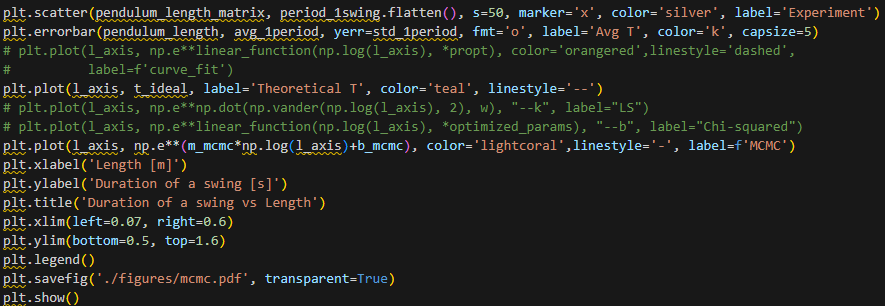 plt.scatter(pendulum_length_matrix, period_1swing.flatten(), s=50, marker='x', color='silver', label='Experiment')
plt.errorbar(pendulum_length, avg_1period, yerr=std_1period, fmt='o', label='Avg T', color='k', capsize=5)
# plt.plot(l_axis, np.e**linear_function(np.log(l_axis), *propt), color='orangered',linestyle='dashed',
#          label=f'curve_fit')
plt.plot(l_axis, t_ideal, label='Theoretical T', color='teal', linestyle='--')
# plt.plot(l_axis, np.e**np.dot(np.vander(np.log(l_axis), 2), w), "--k", label="LS")
# plt.plot(l_axis, np.e**linear_function(np.log(l_axis), *optimized_params), "--b", label="Chi-squared")
plt.plot(l_axis, np.e**(m_mcmc*np.log(l_axis)+b_mcmc), color='lightcoral',linestyle='-', label=f'MCMC')
plt.xlabel('Length [m]')
plt.ylabel('Duration of a swing [s]')
plt.title('Duration of a swing vs Length')
plt.xlim(left=0.07, right=0.6)
plt.ylim(bottom=0.5, top=1.6)
plt.legend()
plt.savefig('./figures/mcmc.pdf', transparent=True)
plt.show()